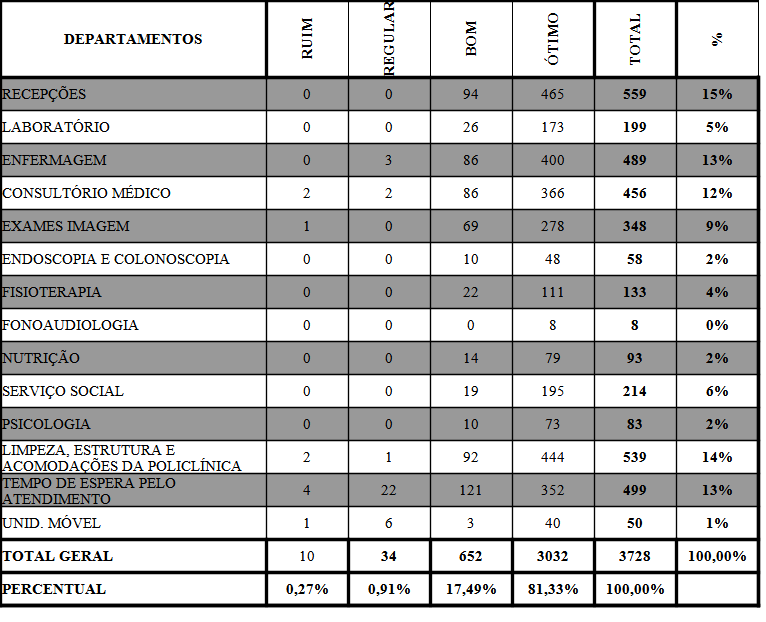 DEPARTAMENTOS RUIM REGULAR BOM ÓTIMO TOTAL %
RECEPÇÕES 0 0 94 465 559 15%
LABORATÓRIO 0 0 26 173 199 5%
ENFERMAGEM 0 3 86 400 489 13%
CONSULTÓRIO MÉDICO 2 2 86 366 456 12%
EXAMES IMAGEM 1 0 69 278 348 9%
ENDOSCOPIA E COLONOSCOPIA 0 0 10 48 58 2%
FISIOTERAPIA 0 0 22 111 133 4%
FONOAUDIOLOGIA 0 0 0 8 8 0%
NUTRIÇÃO 0 0 14 79 93 2%
SERVIÇO SOCIAL 0 0 19 195 214 6%
PSICOLOGIA 0 0 10 73 83 2%
LIMPEZA, ESTRUTURA E
ACOMODAÇÕES DA POLICLÍNICA 2 1 92 444 539 14%
TEMPO DE ESPERA PELO
ATENDIMENTO 4 22 121 352 499 13%
UNID. MÓVEL 1 6 3 40 50 1%
TOTAL GERAL 10 34 652 3032 3728 100,00%
PERCENTUAL 0,27% 0,91% 17,49% 81,33% 100,00%